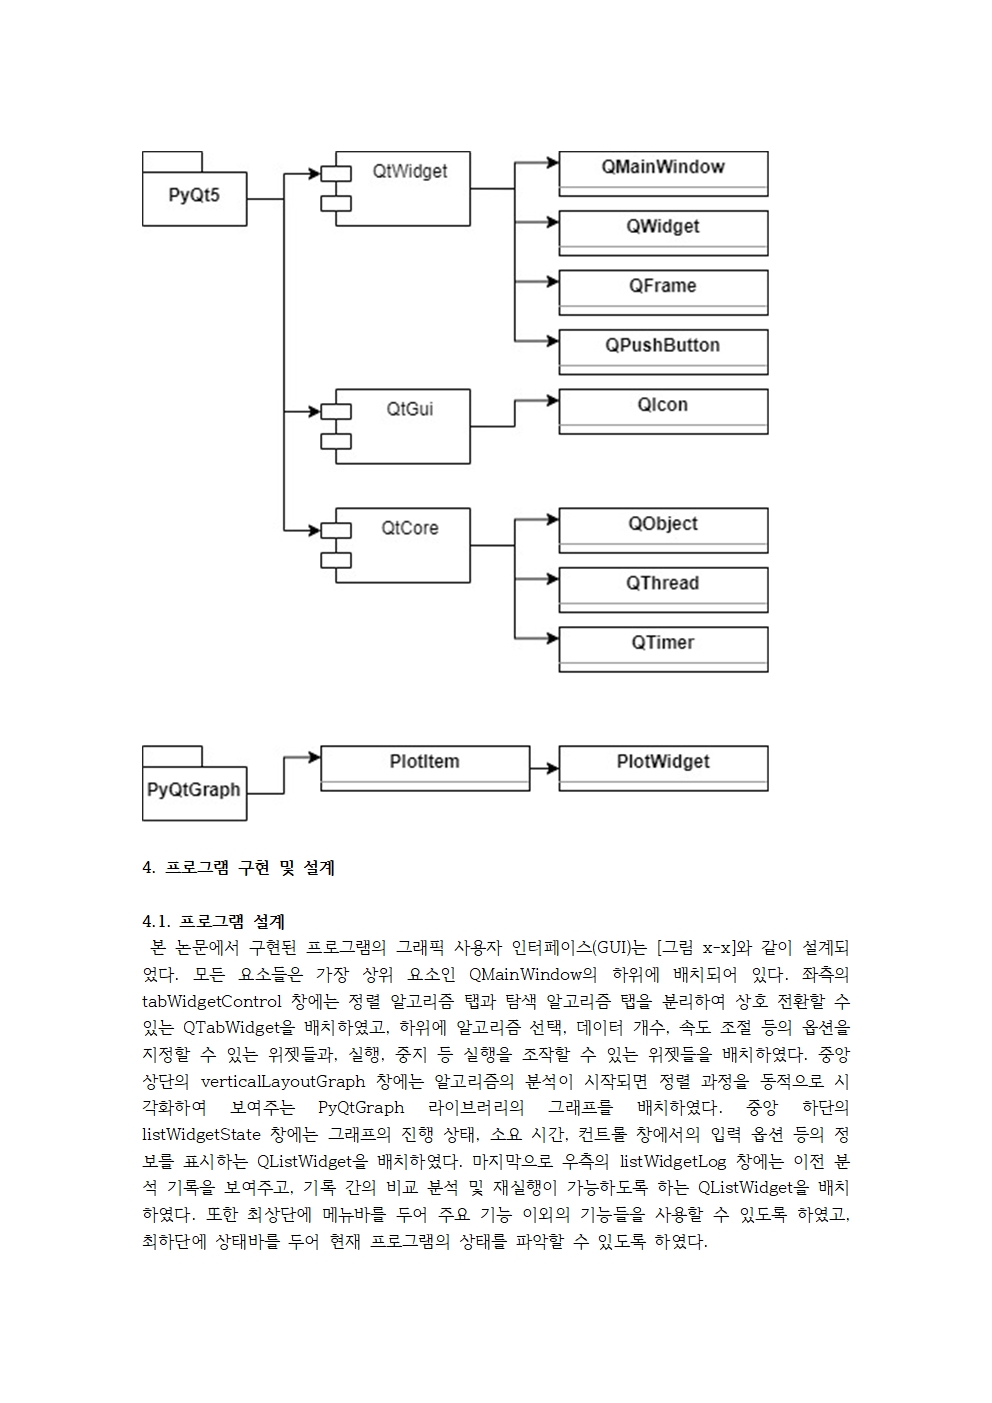 PyQt5
QtWidget
QMainWindow
QWidget
QFrame
QPushButton
QtGui
QIcon
QtCore
QObject
QThread
QTimer
PyQtGraph
PlotItem
PlotWidget
4. 프로그램 구현 및 설계
4.1. 프로그램 설계
본 논문에서 구현된 프로그램의 그래픽 사용자 인터페이스(GUI)는 [그림 x-x]와 같이 설계되
었다. 모든 요소들은 가장 상위 요소인 QMainWindow의 하위에 배치되어 있다. 좌측의
tabWidgetControl 창에는 정렬 알고리즘 탭과 탐색 알고리즘 탭을 분리하여 상호 전환할 수
있는 QTabWidget을 배치하였고, 하위에 알고리즘 선택, 데이터 개수, 속도 조절 등의 옵션을
지정할 수 있는 위젯들과, 실행, 중지 등 실행을 조작할 수 있는 위젯들을 배치하였다. 중앙
상단의 verticalLayoutGraph 창에는 알고리즘의 분석이 시작되면 정렬 과정을 동적으로 시
각화하여 보여주는 PyQtGraph 라이브러리의 그래프를 배치하였다. 중앙 하단의
listWidgetState 창에는 그래프의 진행 상태, 소요 시간, 컨트롤 창에서의 입력 옵션 등의 정
보를 표시하는 QListWidget을 배치하였다. 마지막으로 우측의 listWidgetLog 창에는 이전 분
석 기록을 보여주고, 기록 간의 비교 분석 및 재실행이 가능하도록 하는 QListWidget을 배치
하였다. 또한 최상단에 메뉴바를 두어 주요 기능 이외의 기능들을 사용할 수 있도록 하였고,
최하단에 상태바를 두어 현재 프로그램의 상태를 파악할 수 있도록 하였다.